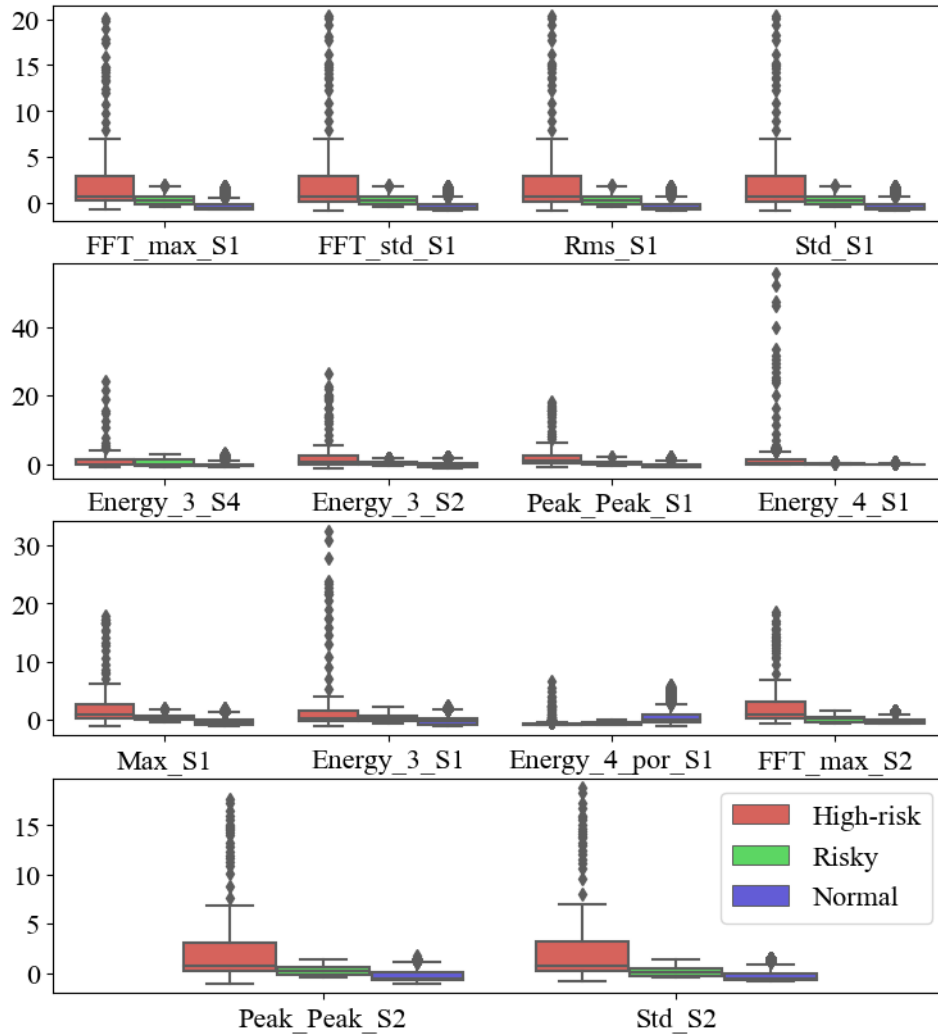 20
15
10
5
0
FFT_max_S1 FFT_std_S1 Rms_S1 Std_S1
40
20
0
Energy_3_S4 Energy_3_S2 Peak_Peak_S1 Energy_4_S1
30
20
10
0
Max_S1 Energy_3_S1 Energy_4_por_S1 FFT_max_S2
15
10
5
0
High-risk
Risky
Normal
Peak_Peak_S2 Std_S2